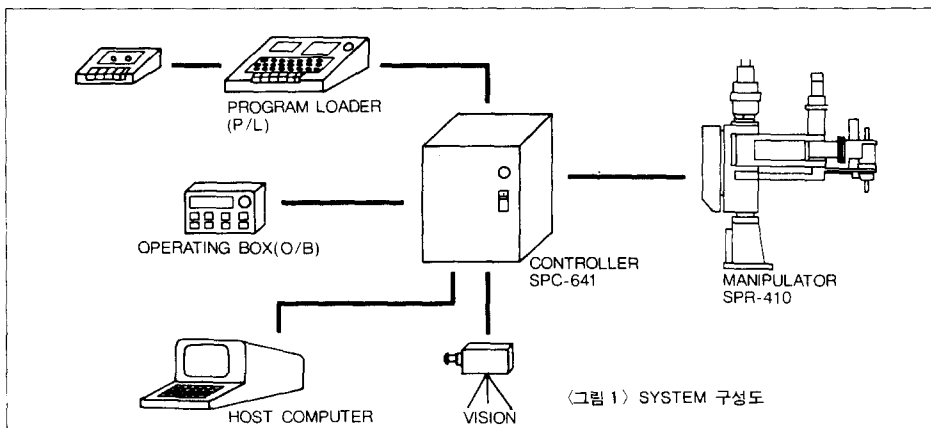 PROGRAM LOADER
(P/L)
OPERATING BOX(O/B)
CONTROLLER
SPC-641
MANIPULATOR
SPR-410
HOST COMPUTER
VISION
〈그림 1〉 SYSTEM 구성도